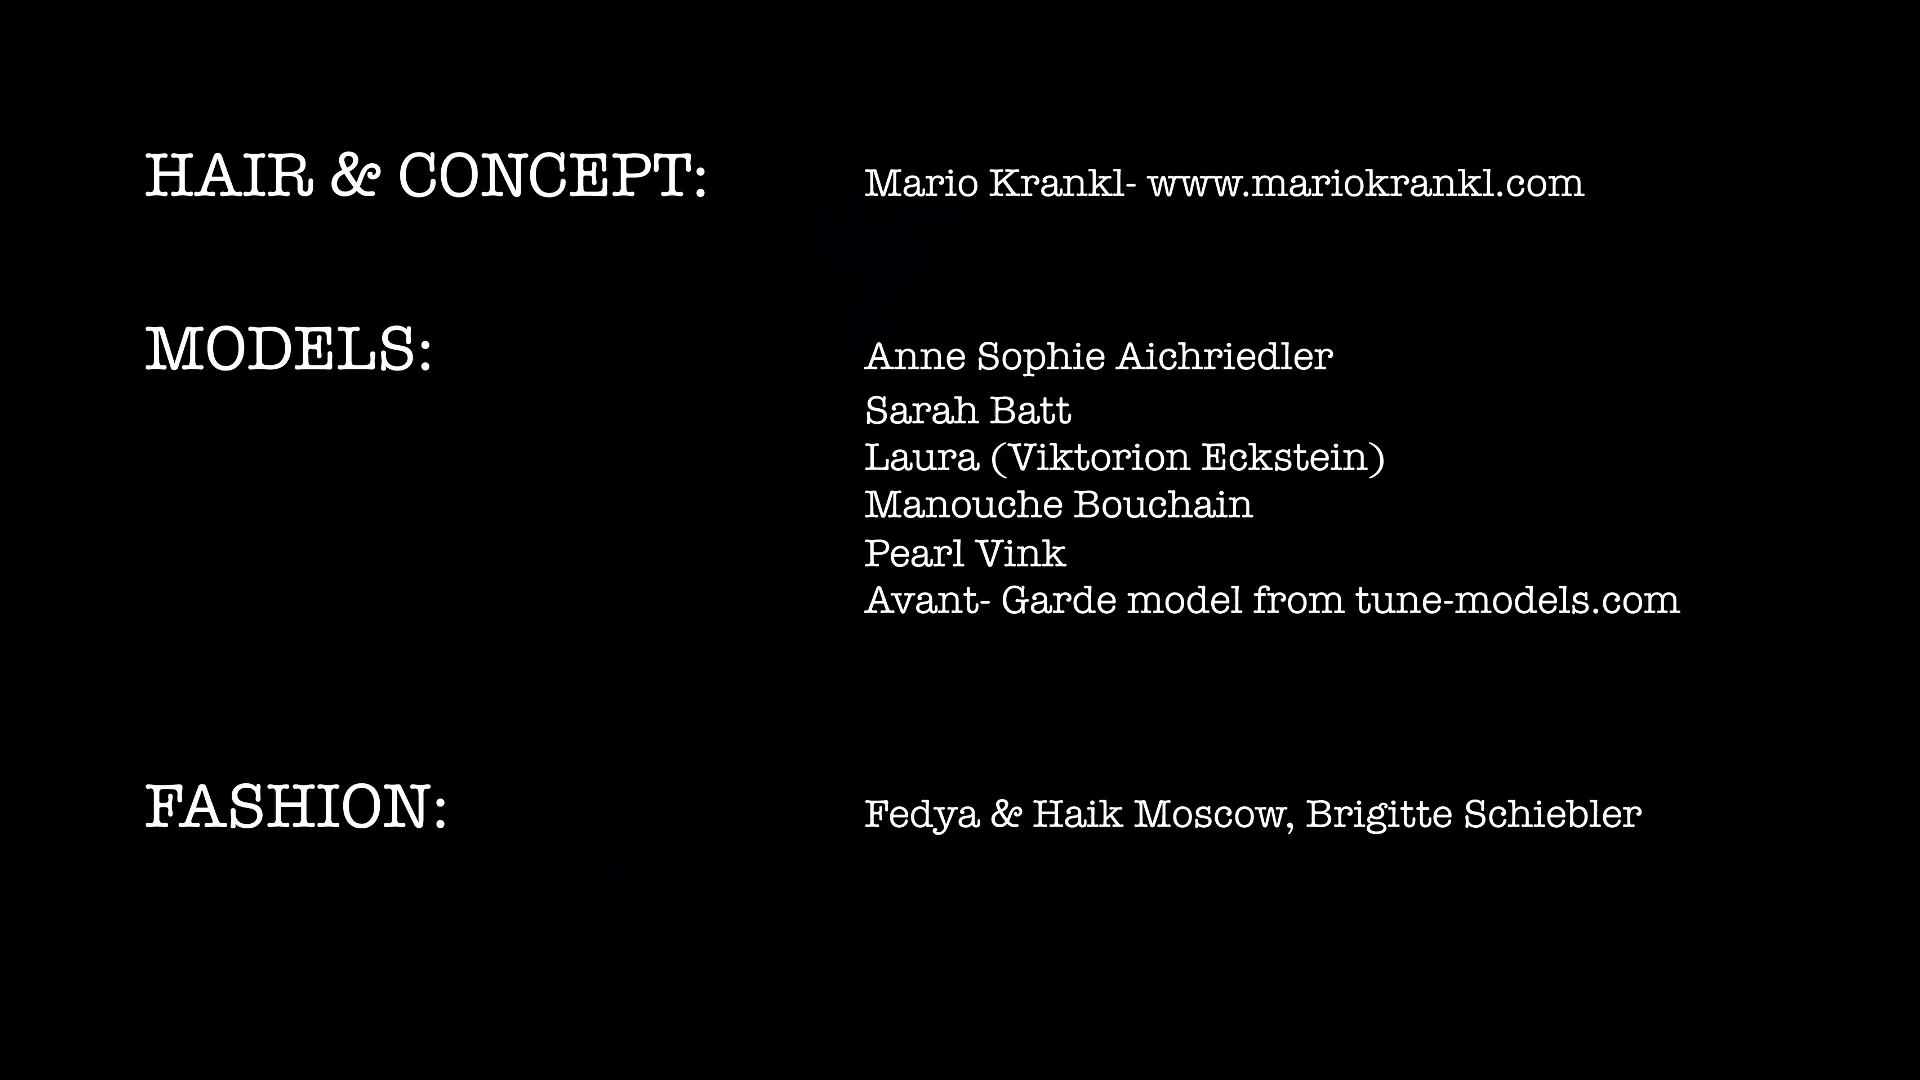 HAIR & CONCEPT: Mario Krankl- www.mariokrankl.com
MODELS: Anne Sophie Aichriedler
Sarah Batt
Laura (Viktorion Eckstein)
Manouche Bouchain
Pearl Vink
Avant- Garde model from tune-models.com
FASHION: Fedya & Haik Moscow, Brigitte Schiebler